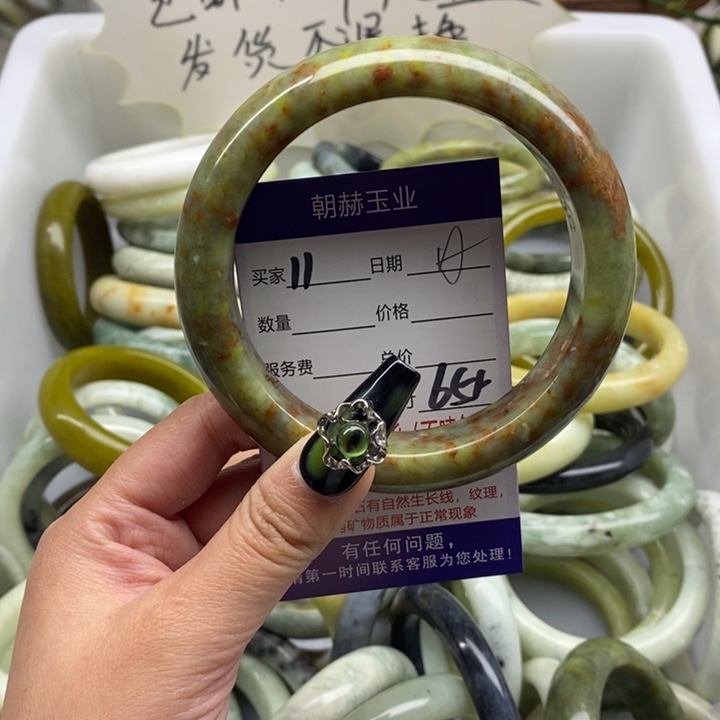 发货不退换
朝赫玉业
买家 11 日期
数量 价格
服务费 总价
65+
有自然生长线，纹理，
矿物质属于正常现象
有任何问题，
第一时间联系客服为您处理！